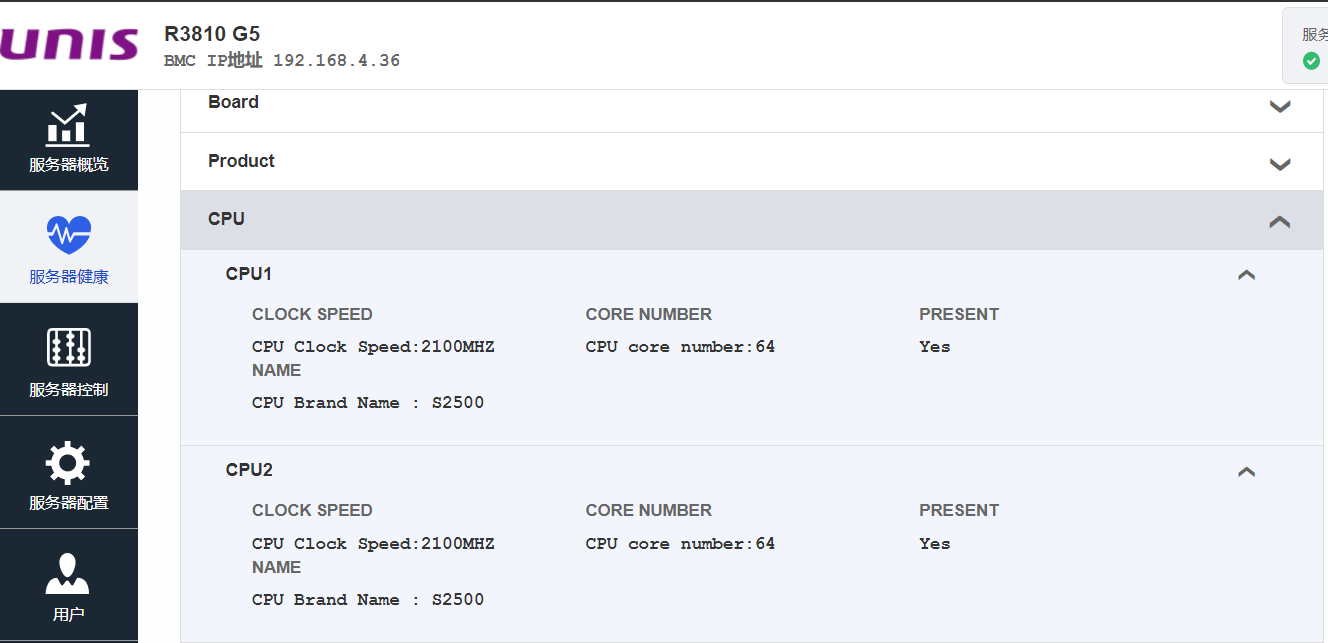 UNIS
R3810 G5
BMC IP地址 192.168.4.36
服务
服务器概览
服务器健康
服务器控制
服务器配置
用户
Board
Product
CPU
CPU1
CLOCK SPEED CORE NUMBER PRESENT
CPU Clock Speed:2100MHZ CPU core number:64 Yes
NAME
CPU Brand Name : S2500
CPU2
CLOCK SPEED CORE NUMBER PRESENT
CPU Clock Speed:2100MHZ CPU core number:64 Yes
NAME
CPU Brand Name : S2500